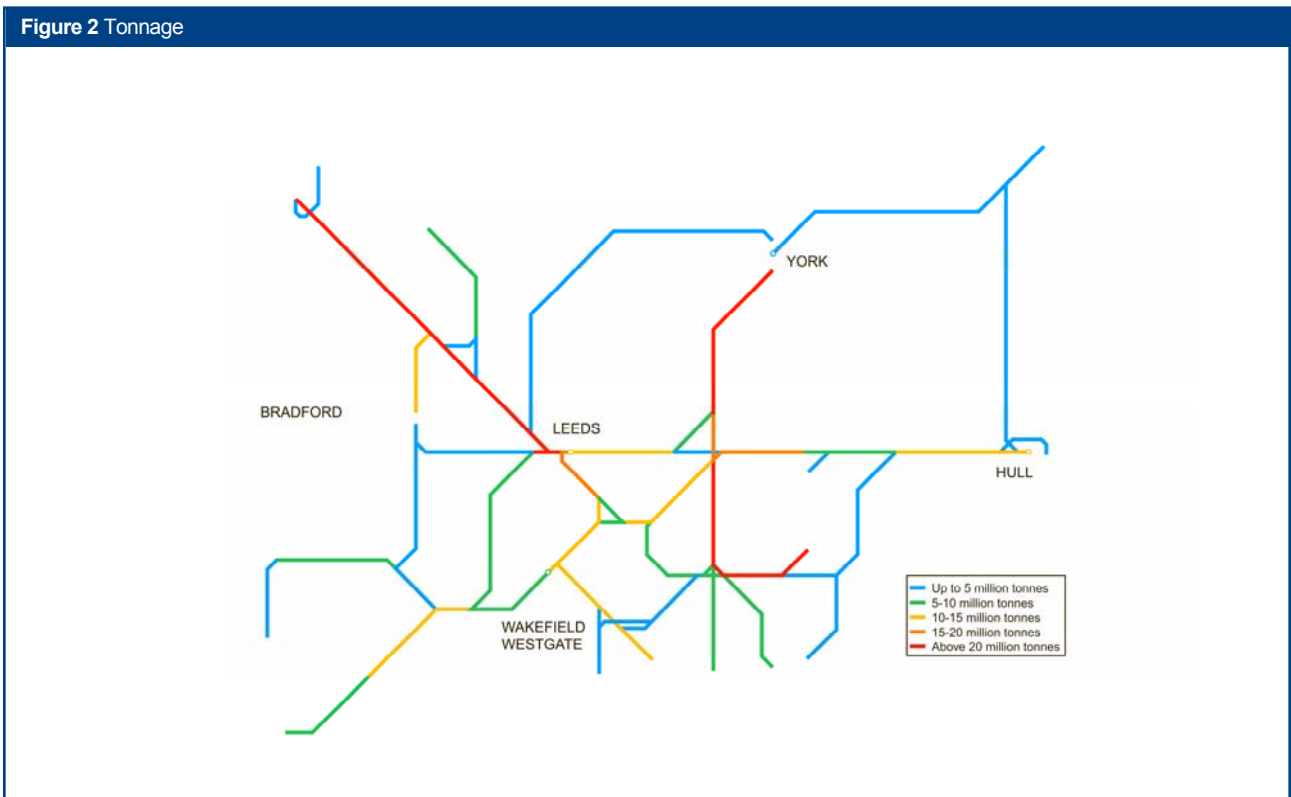 Figure 2 Tonnage
YORK
BRADFORD
LEEDS
HULL
Up to 5 million tonnes
5-10 million tonnes
10-15 million tonnes
15-20 million tonnes
Above 20 million tonnes
WAKEFIELD
WESTGATE